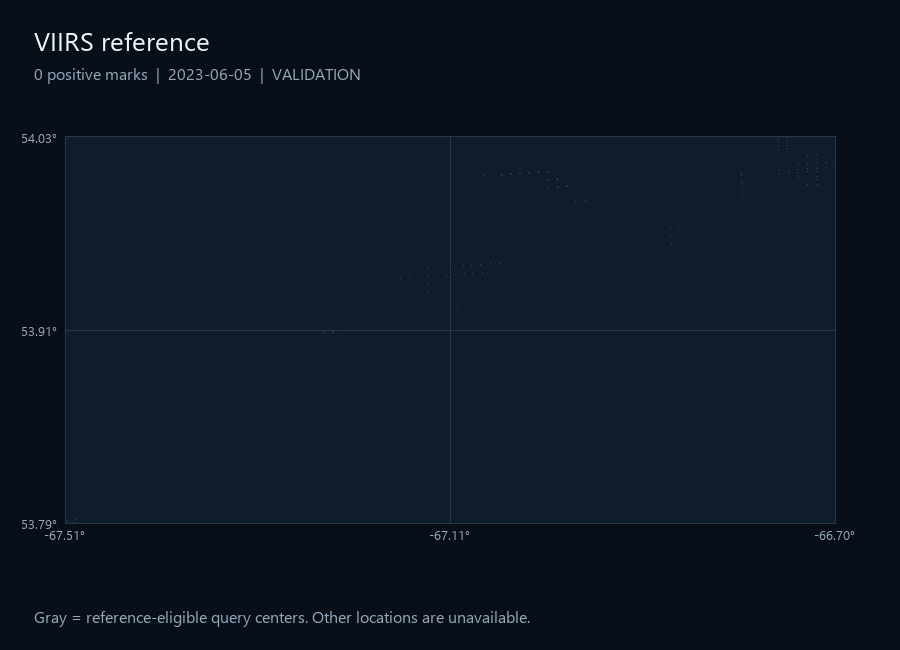 VIIRS reference
0 positive marks | 2023-06-05 | VALIDATION
54.03°
53.91°
53.79°
-67.51°
-67.11°
-66.70°
Gray = reference-eligible query centers. Other locations are unavailable.